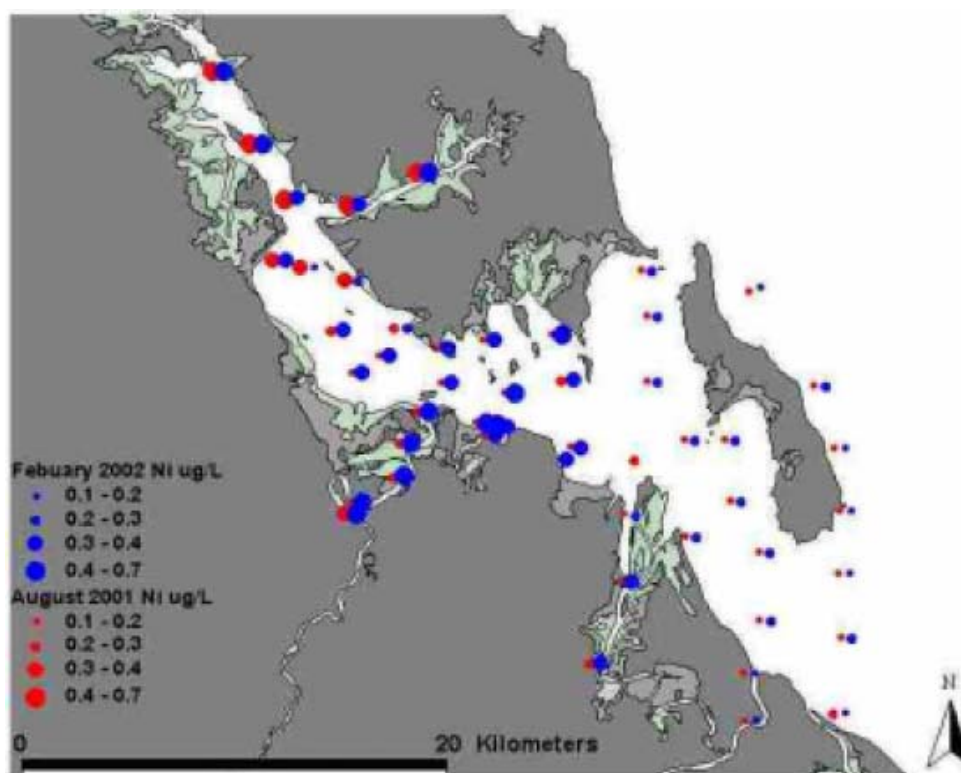 Febuary 2002 Ni ug/L
0.1 - 0.2
0.2 - 0.3
0.3 - 0.4
0.4 - 0.7
August 2001 Ni ug/L
0.1 - 0.2
0.2 - 0.3
0.3 - 0.4
0.4 - 0.7
0 20 Kilometers
N